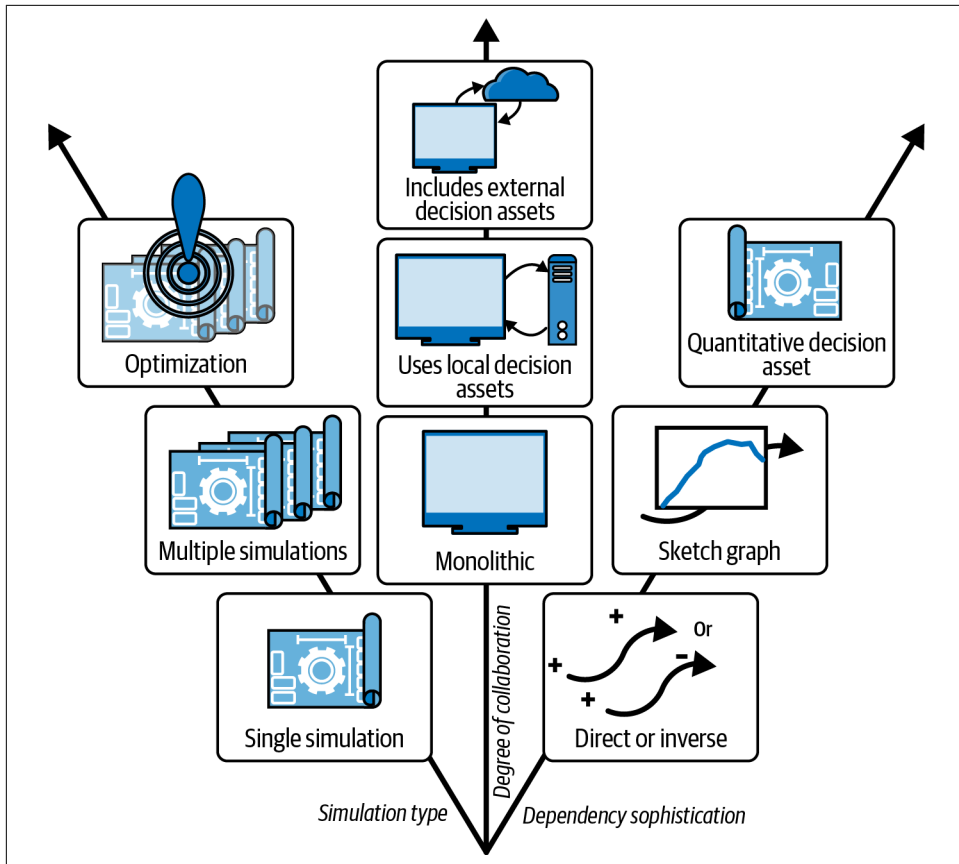 Includes external
decision assets
Optimization
Uses local decision
assets
Quantitative decision
asset
Multiple simulations
Monolithic
Sketch graph
Single simulation
+
+
Or
+
-
Direct or inverse
Simulation type
Degree of collaboration
Dependency sophistication